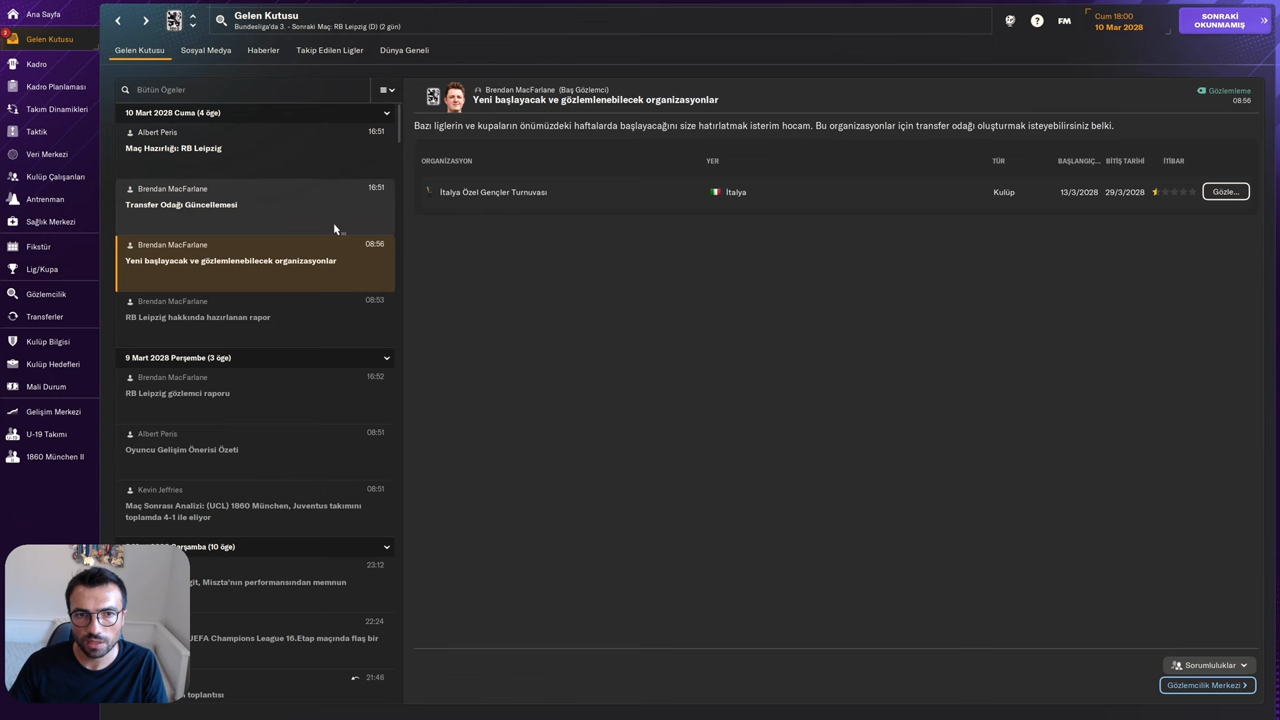 Ana Sayfa
2
Gelen Kutusu
Kadro
Kadro Planlaması
Takım Dinamikleri
Taktik
Veri Merkezi
Kulüp Çalışanları
Antrenman
Sağlık Merkezi
Fikstür
Lig/Kupa
Gözlemcilik
Transferler
Kulüp Bilgisi
Kulüp Hedefleri
Mali Durum
Gelişim Merkezi
U-19 Takımı
1860 München II
Gelen Kutusu
Bundesliga'da 3. - Sonraki Maç: RB Leipzig (D) (2 gün)
FM
Cum 18:00
10 Mar 2028
SONRAKİ
OKUNMAMIŞ
Gelen Kutusu
Sosyal Medya
Haberler
Takip Edilen Ligler
Dünya Geneli
Bütün Ögeler
10 Mart 2028 Cuma (4 öge)
Albert Peris 16:51
Maç Hazırlığı: RB Leipzig
Brendan MacFarlane 16:51
Transfer Odağı Güncellemesi
Brendan MacFarlane 08:56
Yeni başlayacak ve gözlemlenebilecek organizasyonlar
Brendan MacFarlane 08:53
RB Leipzig hakkında hazırlanan rapor
9 Mart 2028 Perşembe (3 öge)
Brendan MacFarlane 16:52
RB Leipzig gözlemci raporu
Albert Peris 08:51
Oyuncu Gelişim Önerisi Özeti
Kevin Jeffries 08:51
Maç Sonrası Analizi: (UCL) 1860 München, Juventus takımını
toplamda 4-1 ile eliyor
(10 öge)
23:12
Miszta'nın performansından memnun
22:24
UEFA Champions League 16.Etap maçında flaş bir
21:46
toplantısı
Brendan MacFarlane (Baş Gözlemci)
Yeni başlayacak ve gözlemlenebilecek organizasyonlar
Gözlemleme
08:56
Bazı liglerin ve kupaların önümüzdeki haftalarda başlayacağını size hatırlatmak isterim hocam. Bu organizasyonlar için transfer odağı oluşturmak isteyebilirsiniz belki.
ORGANİZASYON YER TÜR BAŞLANGIÇ... BİTİŞ TARİHİ İTİBAR
İtalya Özel Gençler Turnuvası İtalya Kulüp 13/3/2028 29/3/2028 Gözle...
Sorumluluklar
Gözlemcilik Merkezi